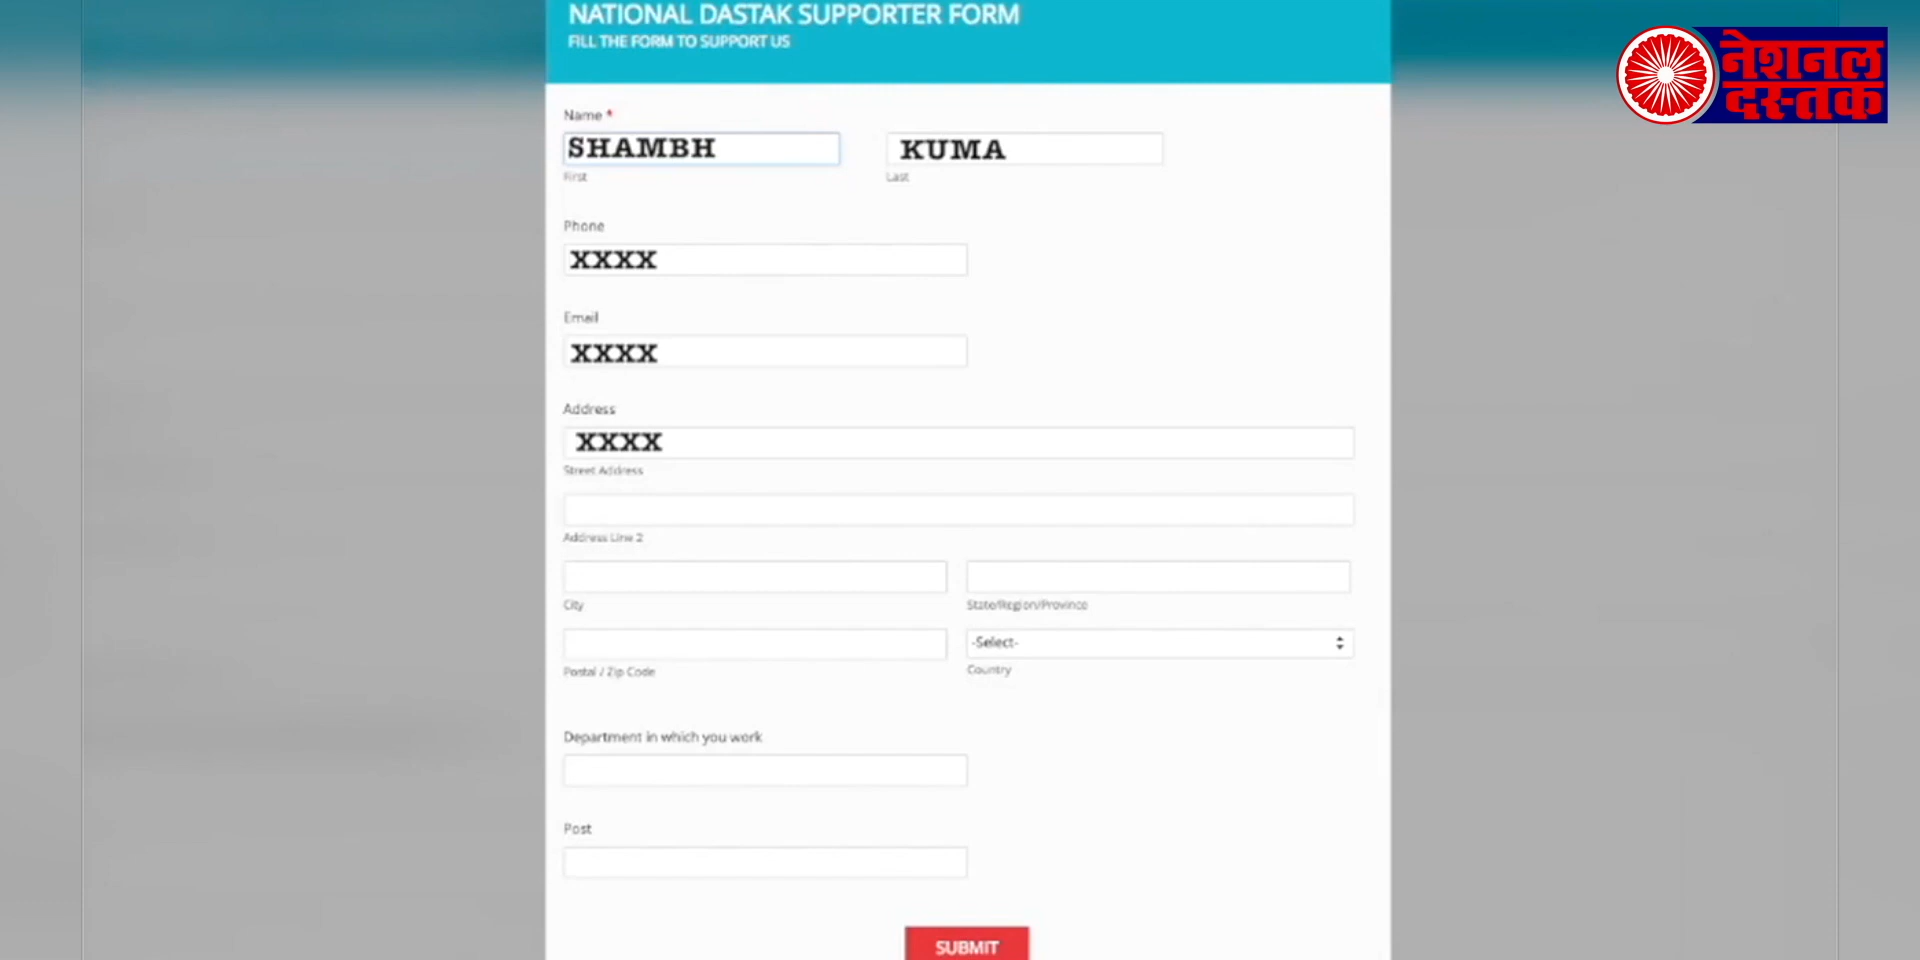 NATIONAL DASTAK SUPPORTER FORM
FILL THE FORM TO SUPPORT US
नेशनल
दस्तक
Name *
SHAMBH KUMA
First Last
Phone
XXXX
Email
XXXX
Address
XXXX
Street Address
Address Line 2
City State/Region/Province
-Select-
Postal / Zip Code Country
Department in which you work
Post
SUBMIT